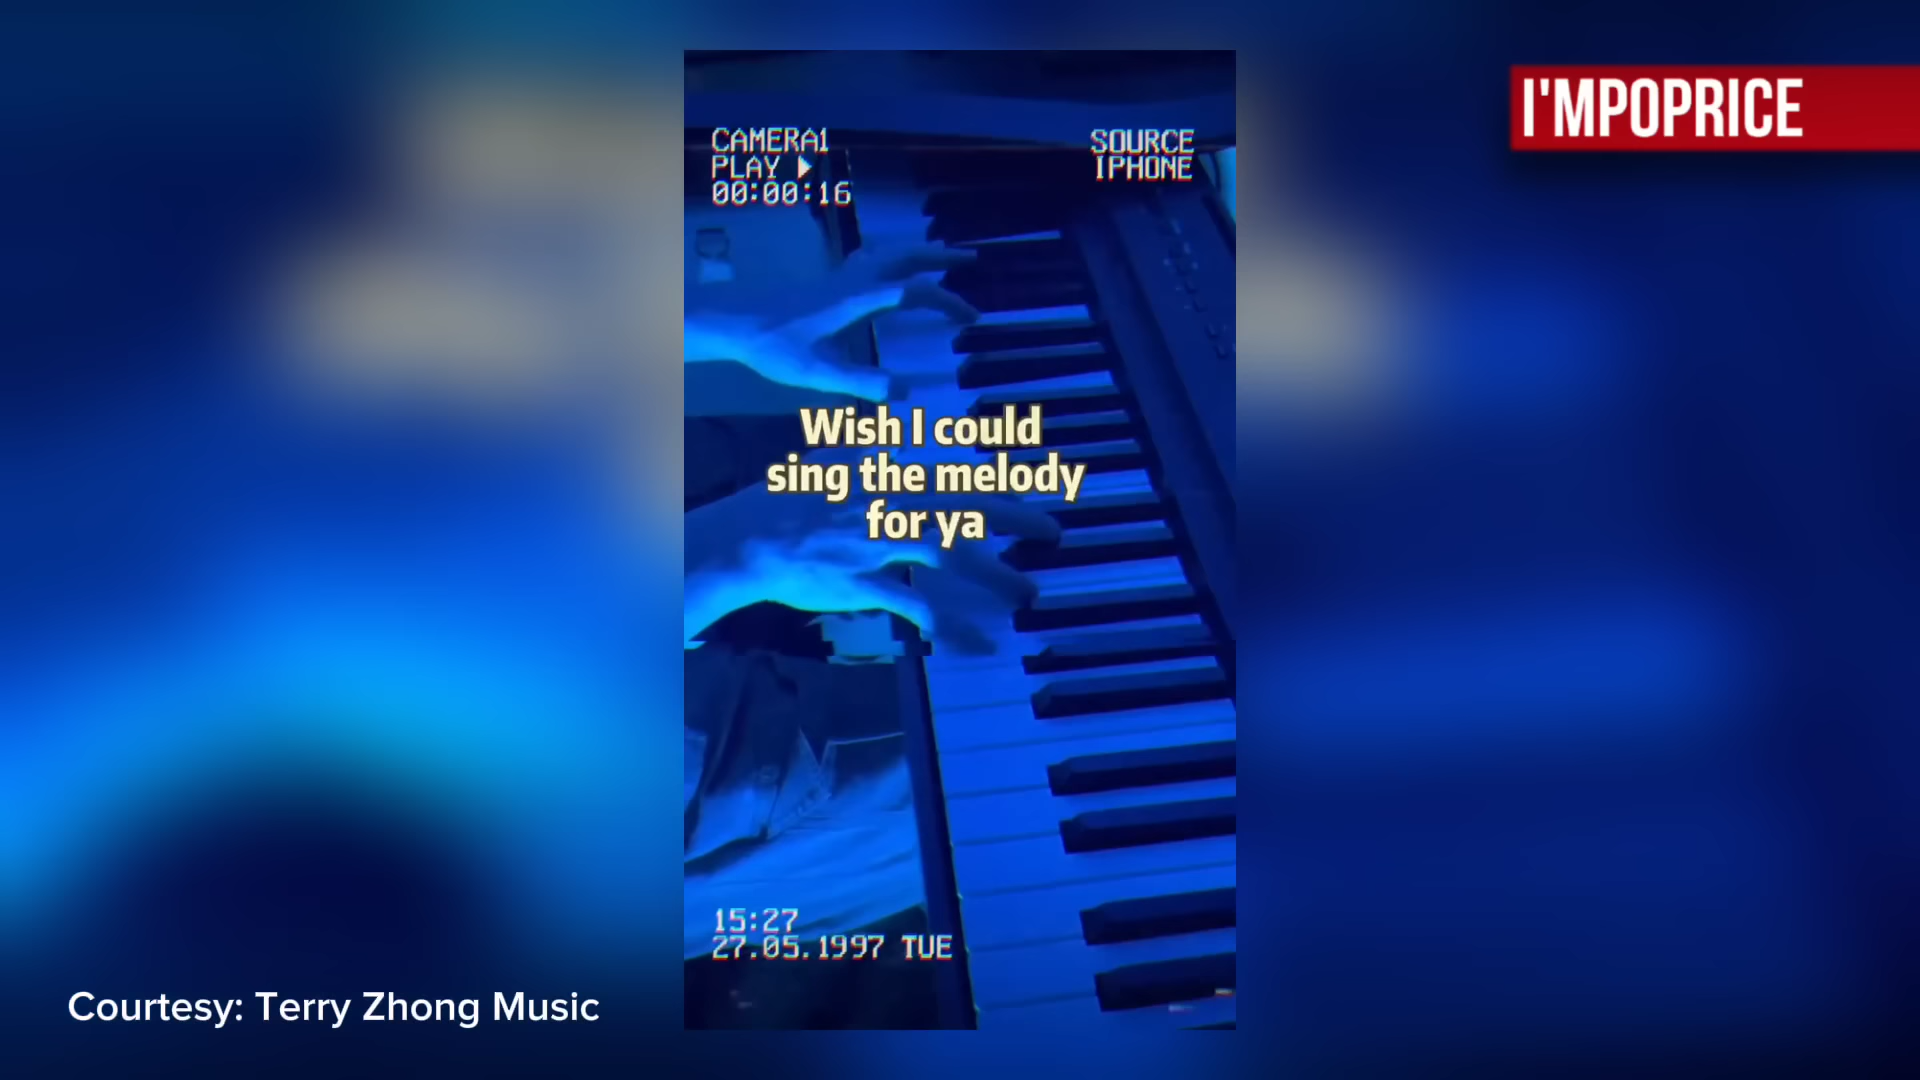 I'MPOPRICE
CAMERA1
PLAY
00:00:16
SOURCE
IPHONE
Wish I could
sing the melody
for ya
15:27
27.05.1997 TUE
Courtesy: Terry Zhong Music